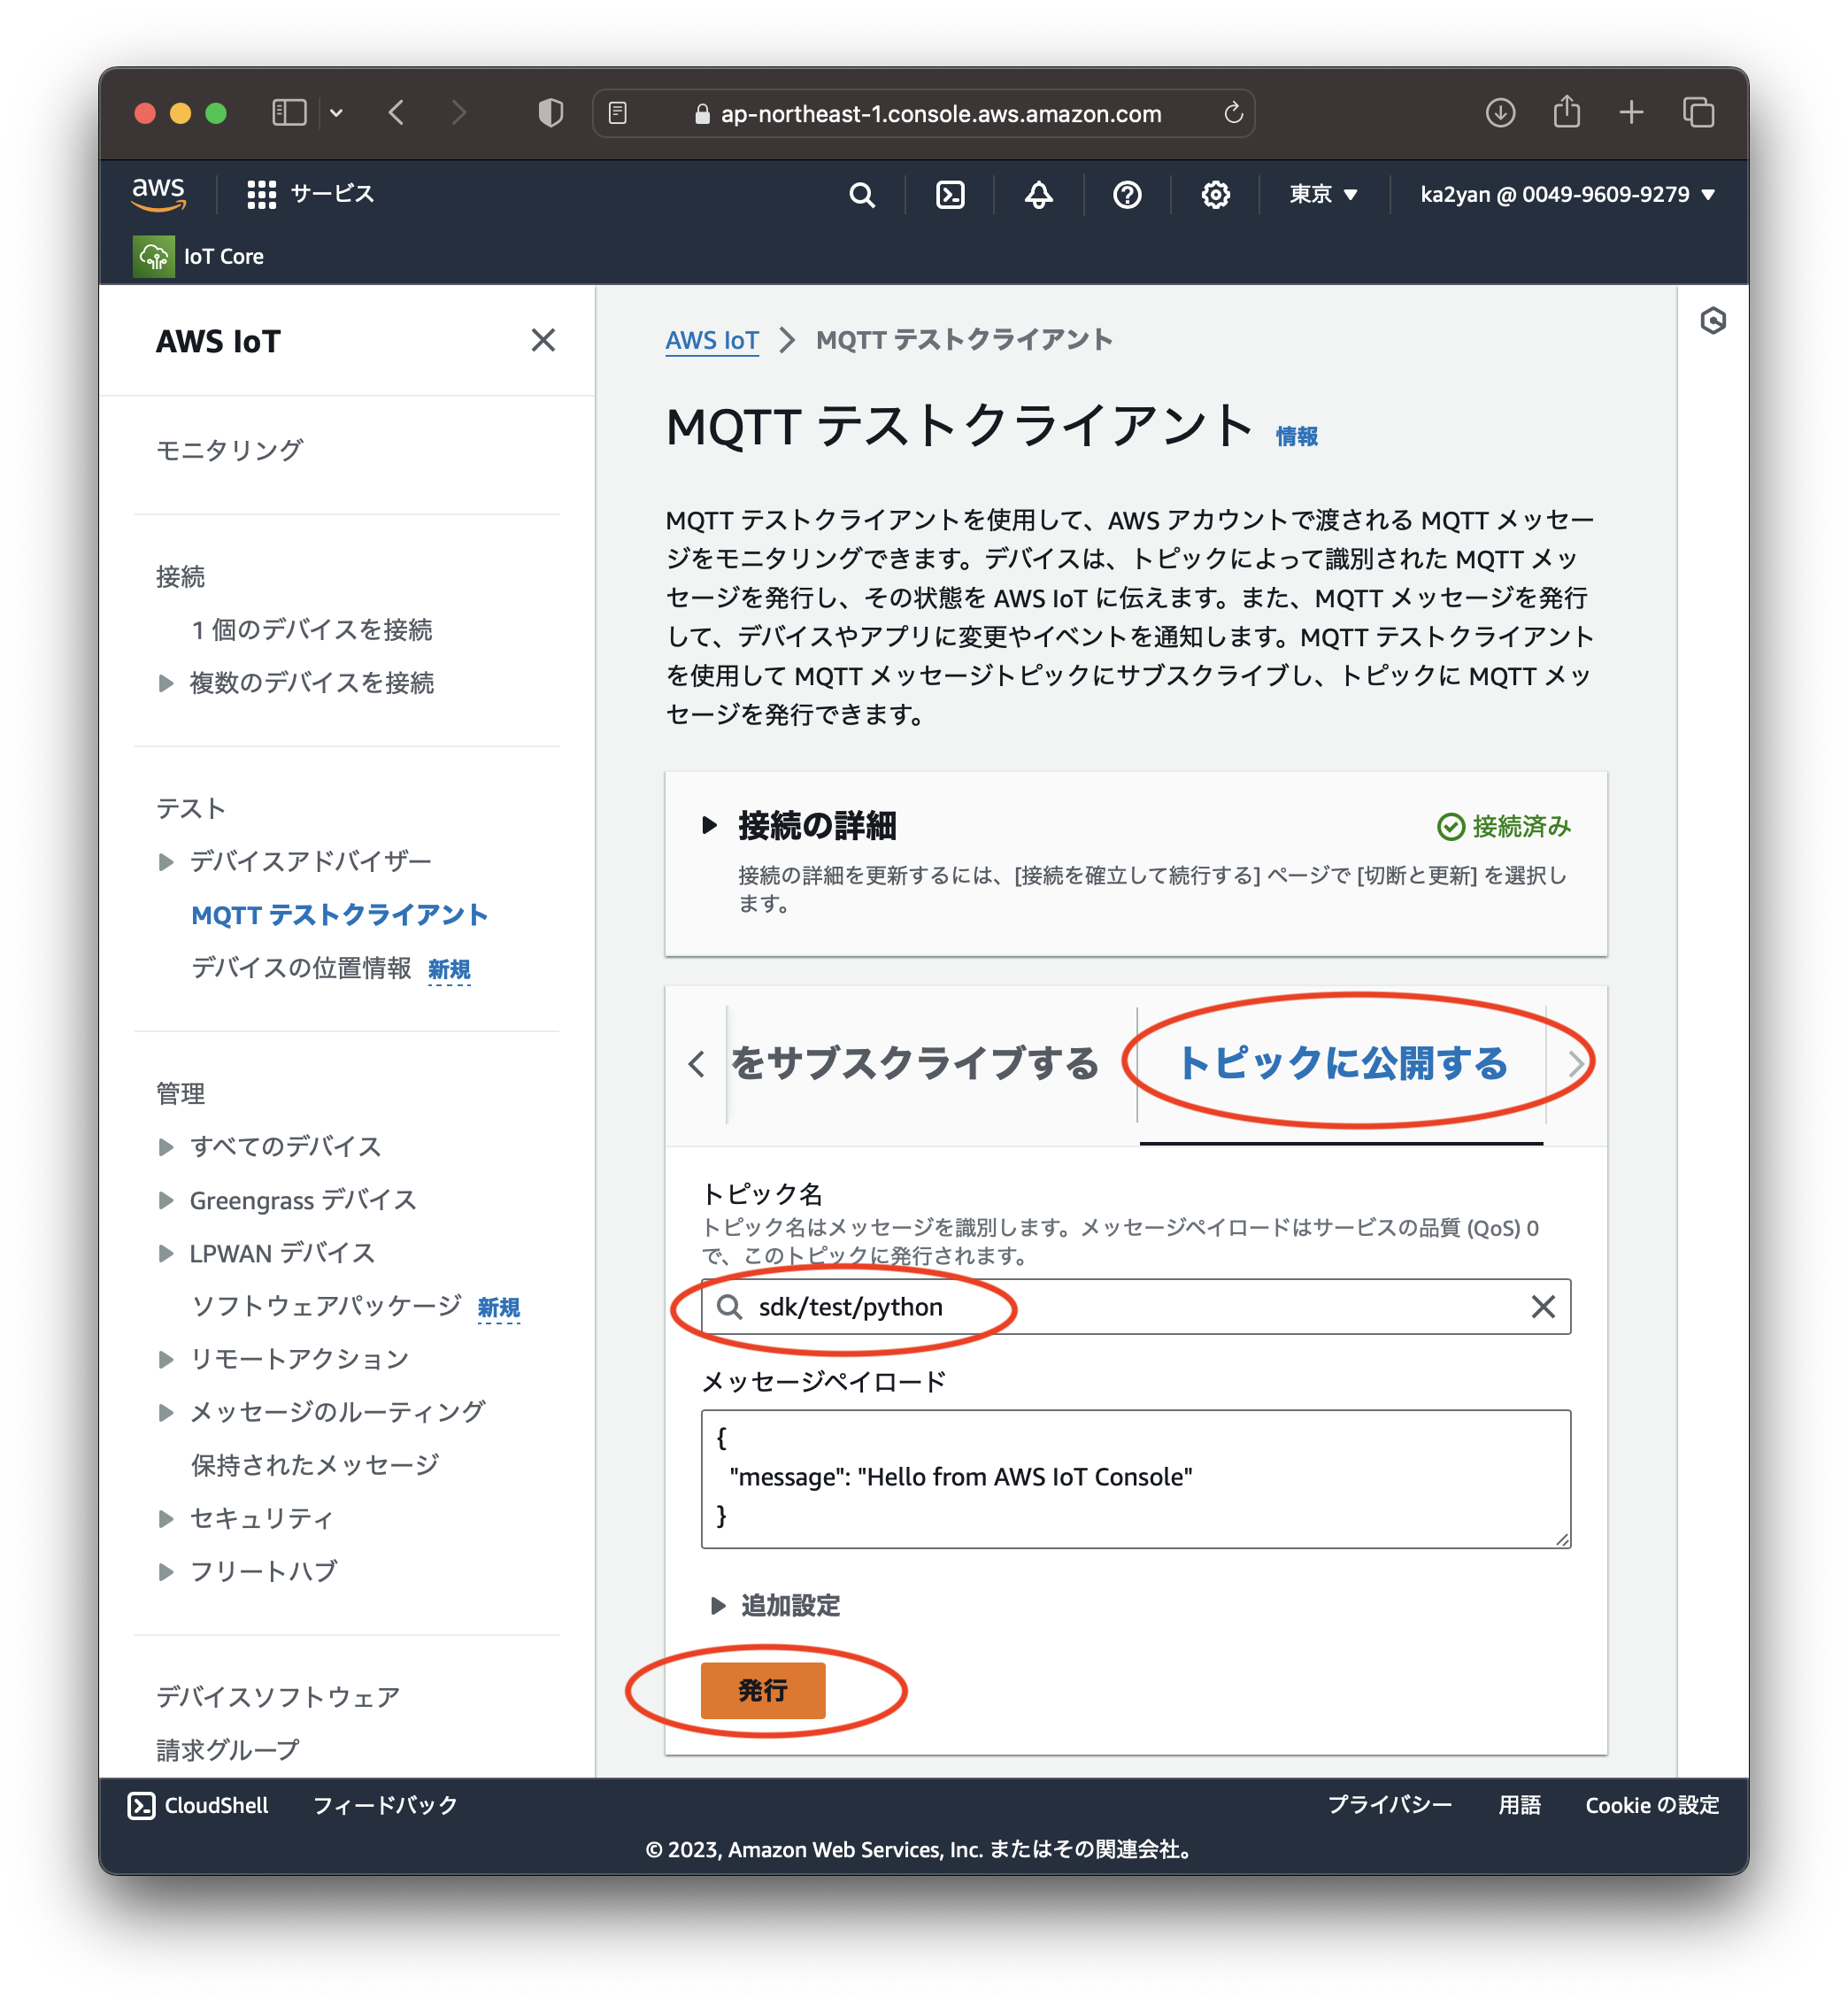 ap-northeast-1.console.aws.amazon.com
aws
サービス
東京
ka2yan @ 0049-9609-9279
IoT Core
AWS IoT
モニタリング
接続
1 個のデバイスを接続
複数のデバイスを接続
テスト
デバイスアドバイザー
MQTT テストクライアント
デバイスの位置情報 新規
管理
すべてのデバイス
Greengrass デバイス
LPWAN デバイス
ソフトウェアパッケージ 新規
リモートアクション
メッセージのルーティング
保持されたメッセージ
セキュリティ
フリートハブ
デバイスソフトウェア
請求グループ
AWS IoT > MQTT テストクライアント
MQTT テストクライアント 情報
MQTT テストクライアントを使用して、AWS アカウントで渡される MQTT メッセー
ジをモニタリングできます。デバイスは、トピックによって識別された MQTT メッ
セージを発行し、その状態を AWS IoT に伝えます。また、MQTT メッセージを発行
して、デバイスやアプリに変更やイベントを通知します。MQTT テストクライアント
を使用して MQTT メッセージトピックにサブスクライブし、トピックに MQTT メッ
セージを発行できます。
接続の詳細
接続済み
接続の詳細を更新するには、[接続を確立して続行する] ページで [切断と更新] を選択し
ます。
をサブスクライブする
トピックに公開する
トピック名
トピック名はメッセージを識別します。メッセージペイロードはサービスの品質 (QoS) 0
で、このトピックに発行されます。
sdk/test/python
メッセージペイロード
{
"message": "Hello from AWS IoT Console"
}
追加設定
発行
CloudShell
フィードバック
プライバシー
用語
Cookie の設定
© 2023, Amazon Web Services, Inc. またはその関連会社。